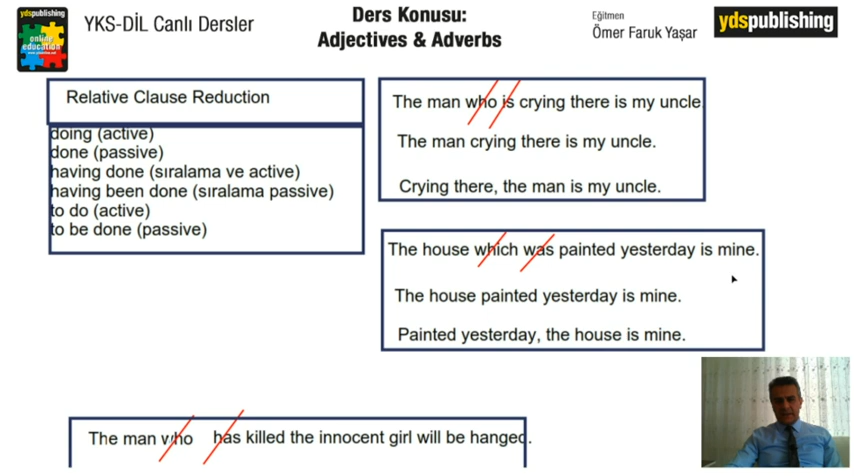 ydspublishing
online
education
YKS-DİL Canlı Dersler
Ders Konusu:
Adjectives & Adverbs
Eğitmen
Ömer Faruk Yaşar
ydspublishing
Relative Clause Reduction
doing (active)
done (passive)
having done (sıralama ve active)
having been done (sıralama passive)
to do (active)
to be done (passive)
The man who is crying there is my uncle.
The man crying there is my uncle.
Crying there, the man is my uncle.
The house which was painted yesterday is mine.
The house painted yesterday is mine.
Painted yesterday, the house is mine.
The man who has killed the innocent girl will be hanged.